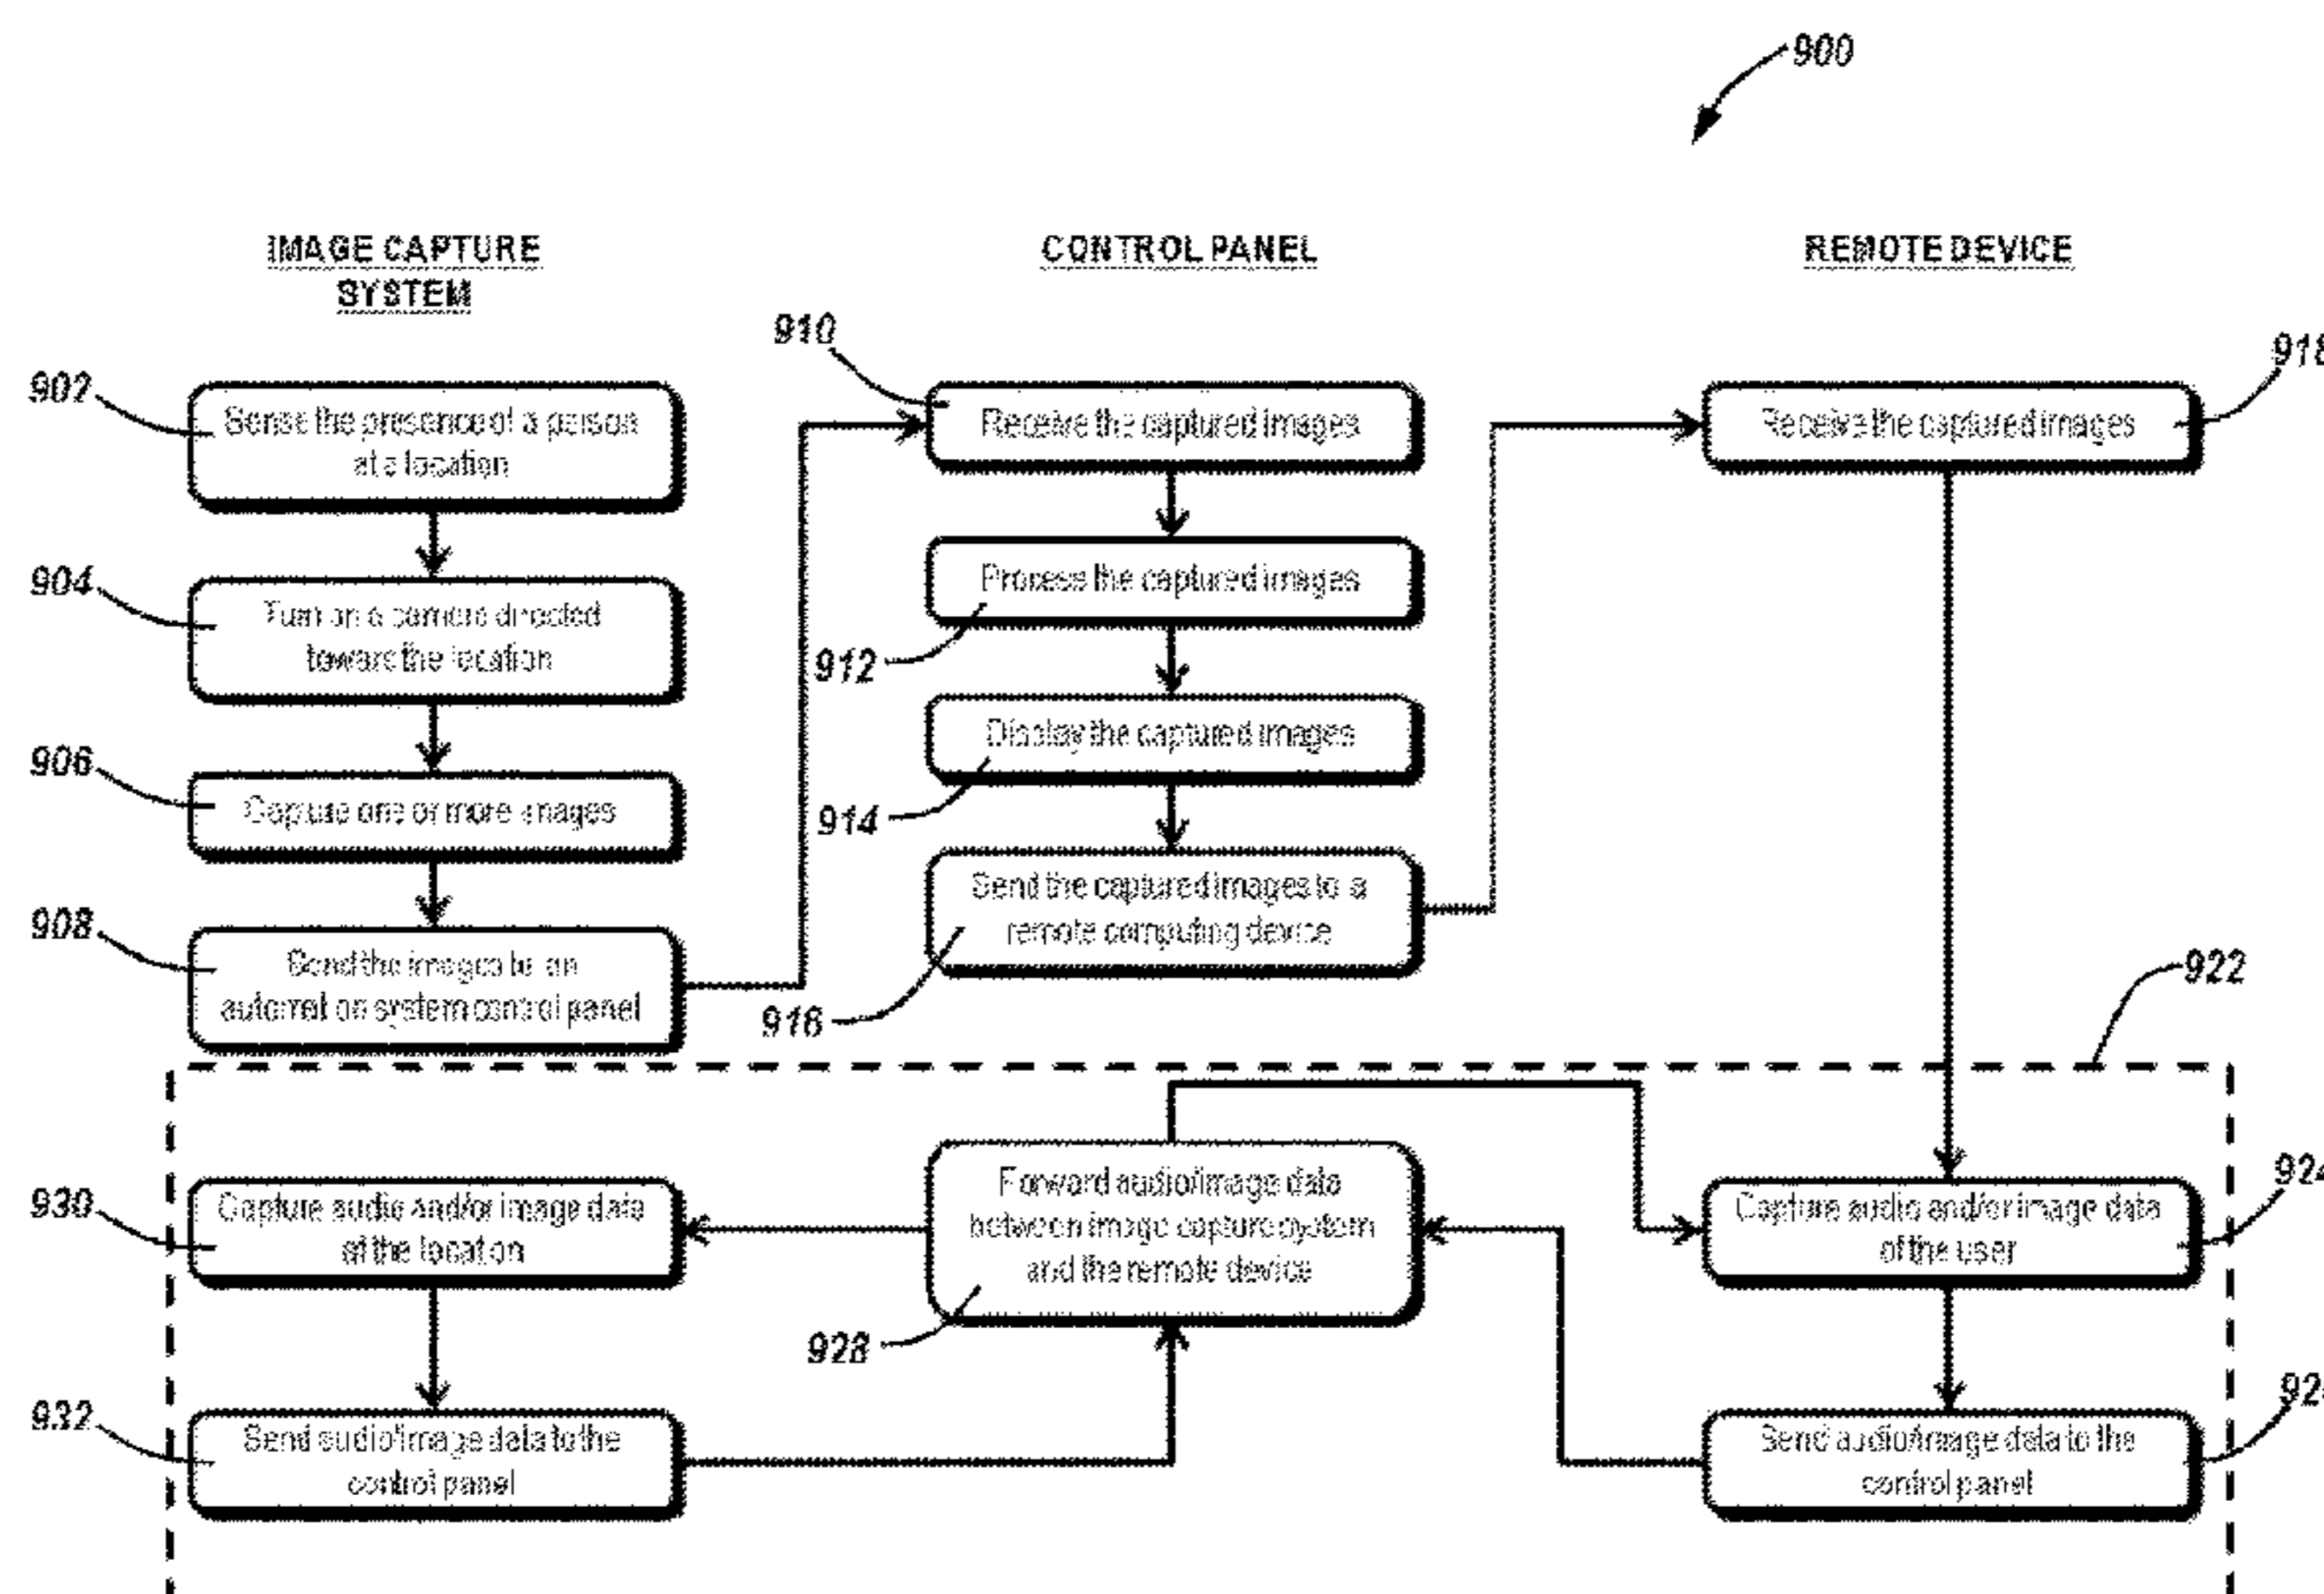 900
IMAGE CAPTURE
SYSTEM
CONTROL PANEL
REMOTE DEVICE
902
Sense the presence of a person
at a location
904
Turn on a camera directed
toward the location
906
Capture one or more images
908
Send the images to an
automation system control panel
910
Receive the captured images
912
Process the captured images
914
Display the captured images
916
Send the captured images to a
remote computing device
918
Receive the captured images
922
930
Capture audio and/or image data
of the location
932
Send audio/image data to the
control panel
928
Forward audio/image data
between image capture system
and the remote device
924
Capture audio and/or image data
of the user
Send audio/image data to the
control panel